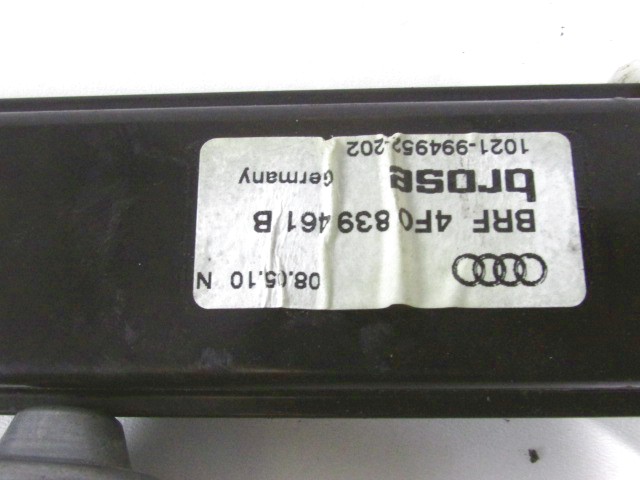 08.05.10 N
BRF 4F0 839 461 B
brose Germany
1021-994952-202